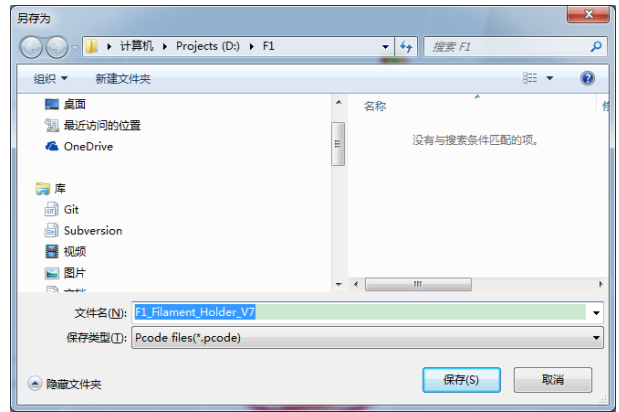 另存为
计算机 Projects (D:) F1
搜索 F1
组织 新建文件夹
桌面
最近访问的位置
OneDrive
库
Git
Subversion
视频
图片
名称
没有与搜索条件匹配的项。
文件名(N): F1_Filament_Holder_V7
保存类型(T): Pcode files(*.pcode)
隐藏文件夹
保存(S) 取消